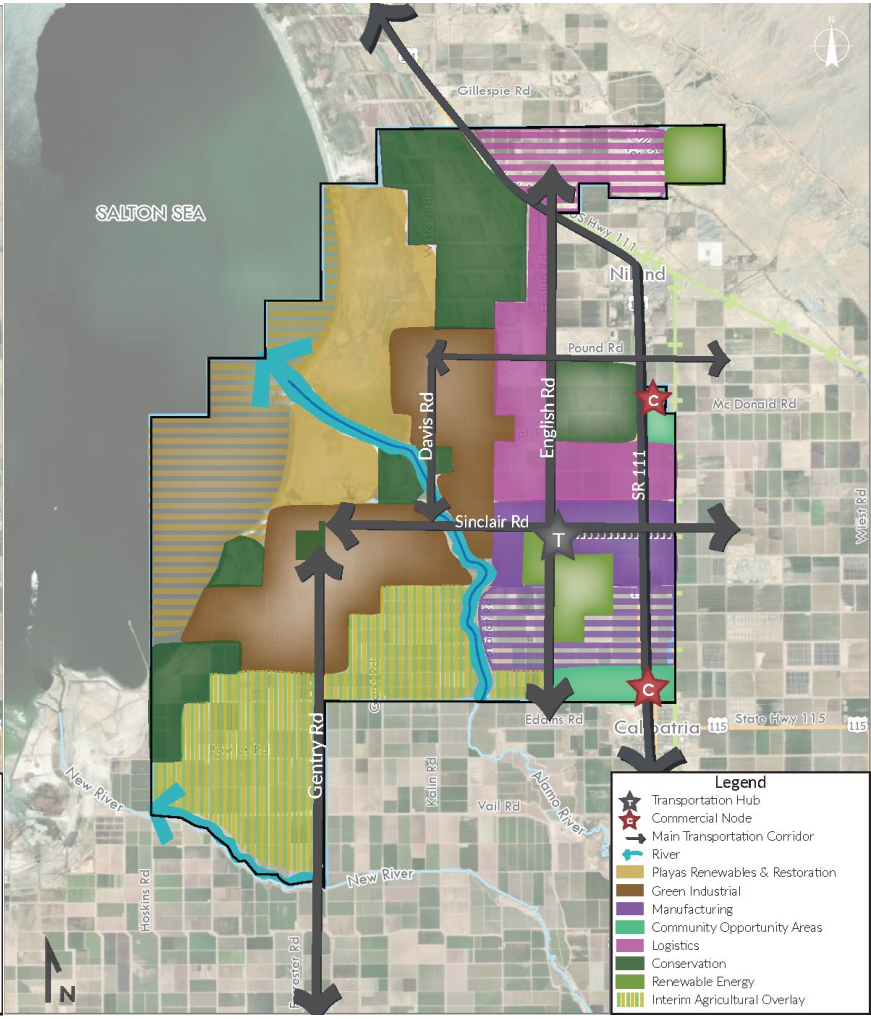 N
Gillespie Rd
SALTON SEA
US Hwy 111
Niland
Pound Rd
Mc Donald Rd
C
Davis Rd
English Rd
SR 111
Wiest Rd
Sinclair Rd
T
C
Eddins Rd
Calipatria
115
State Hwy 115
115
Gentry Rd
Kalin Rd
Alamo River
Vail Rd
New River
New River
Hoskins Rd
Forrester Rd
N
Legend
T
Transportation Hub
C
Commercial Node
Main Transportation Corridor
River
Playas Renewables & Restoration
Green Industrial
Manufacturing
Community Opportunity Areas
Logistics
Conservation
Renewable Energy
Interim Agricultural Overlay